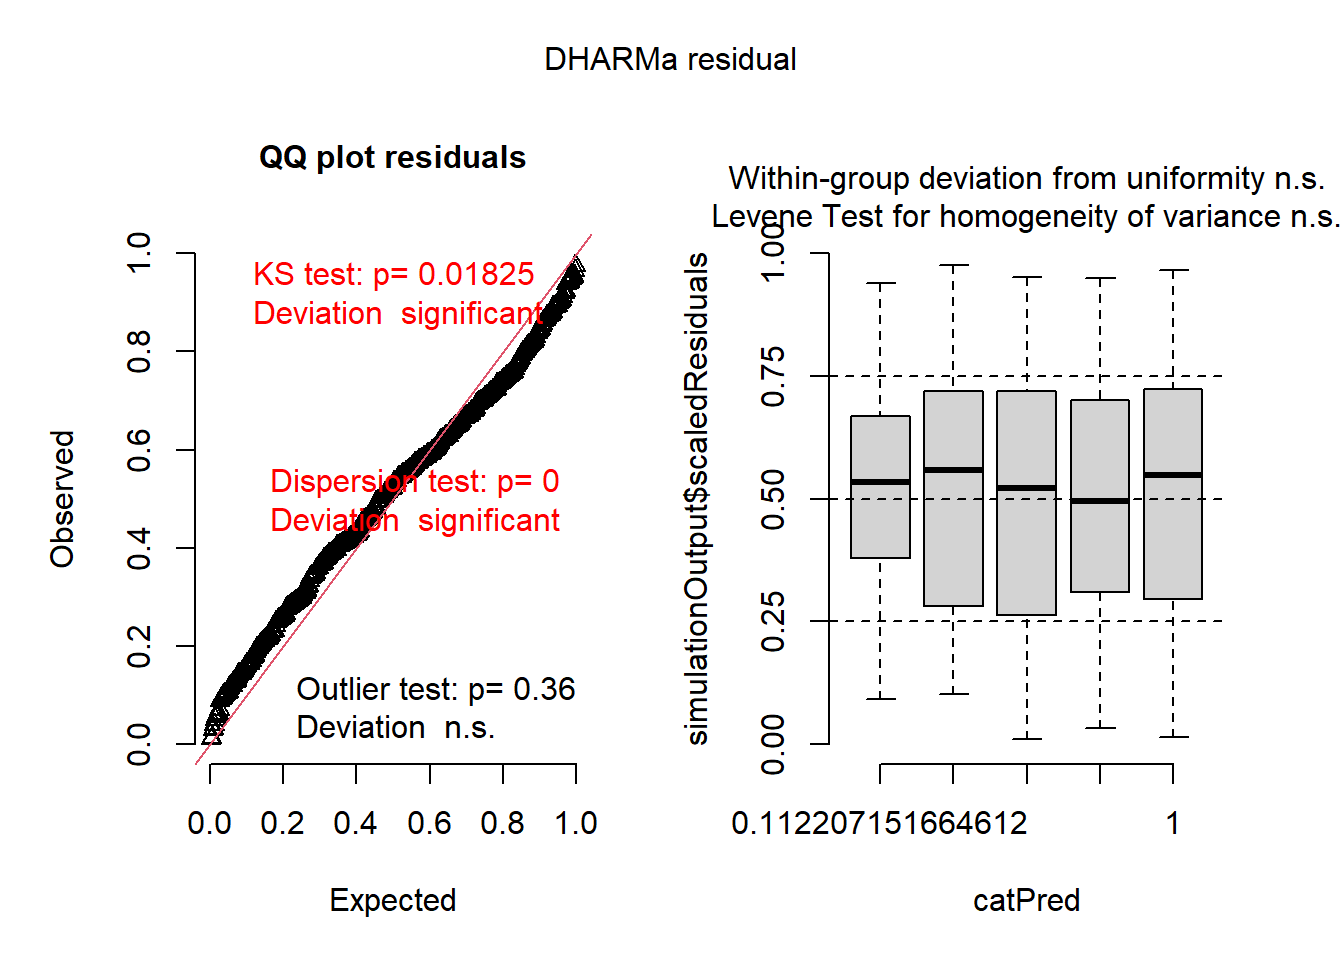 DHARMa residual
QQ plot residuals
KS test: p= 0.01825
Deviation  significant
Dispersion test: p= 0
Deviation  significant
Outlier test: p= 0.36
Deviation  n.s.
Observed
0.0 0.2 0.4 0.6 0.8 1.0
0.0 0.2 0.4 0.6 0.8 1.0
Expected
Within-group deviation from uniformity n.s.
Levene Test for homogeneity of variance n.s.
simulationOutput$scaledResiduals
0.00 0.25 0.50 0.75 1.00
0.112207151664612 1
catPred